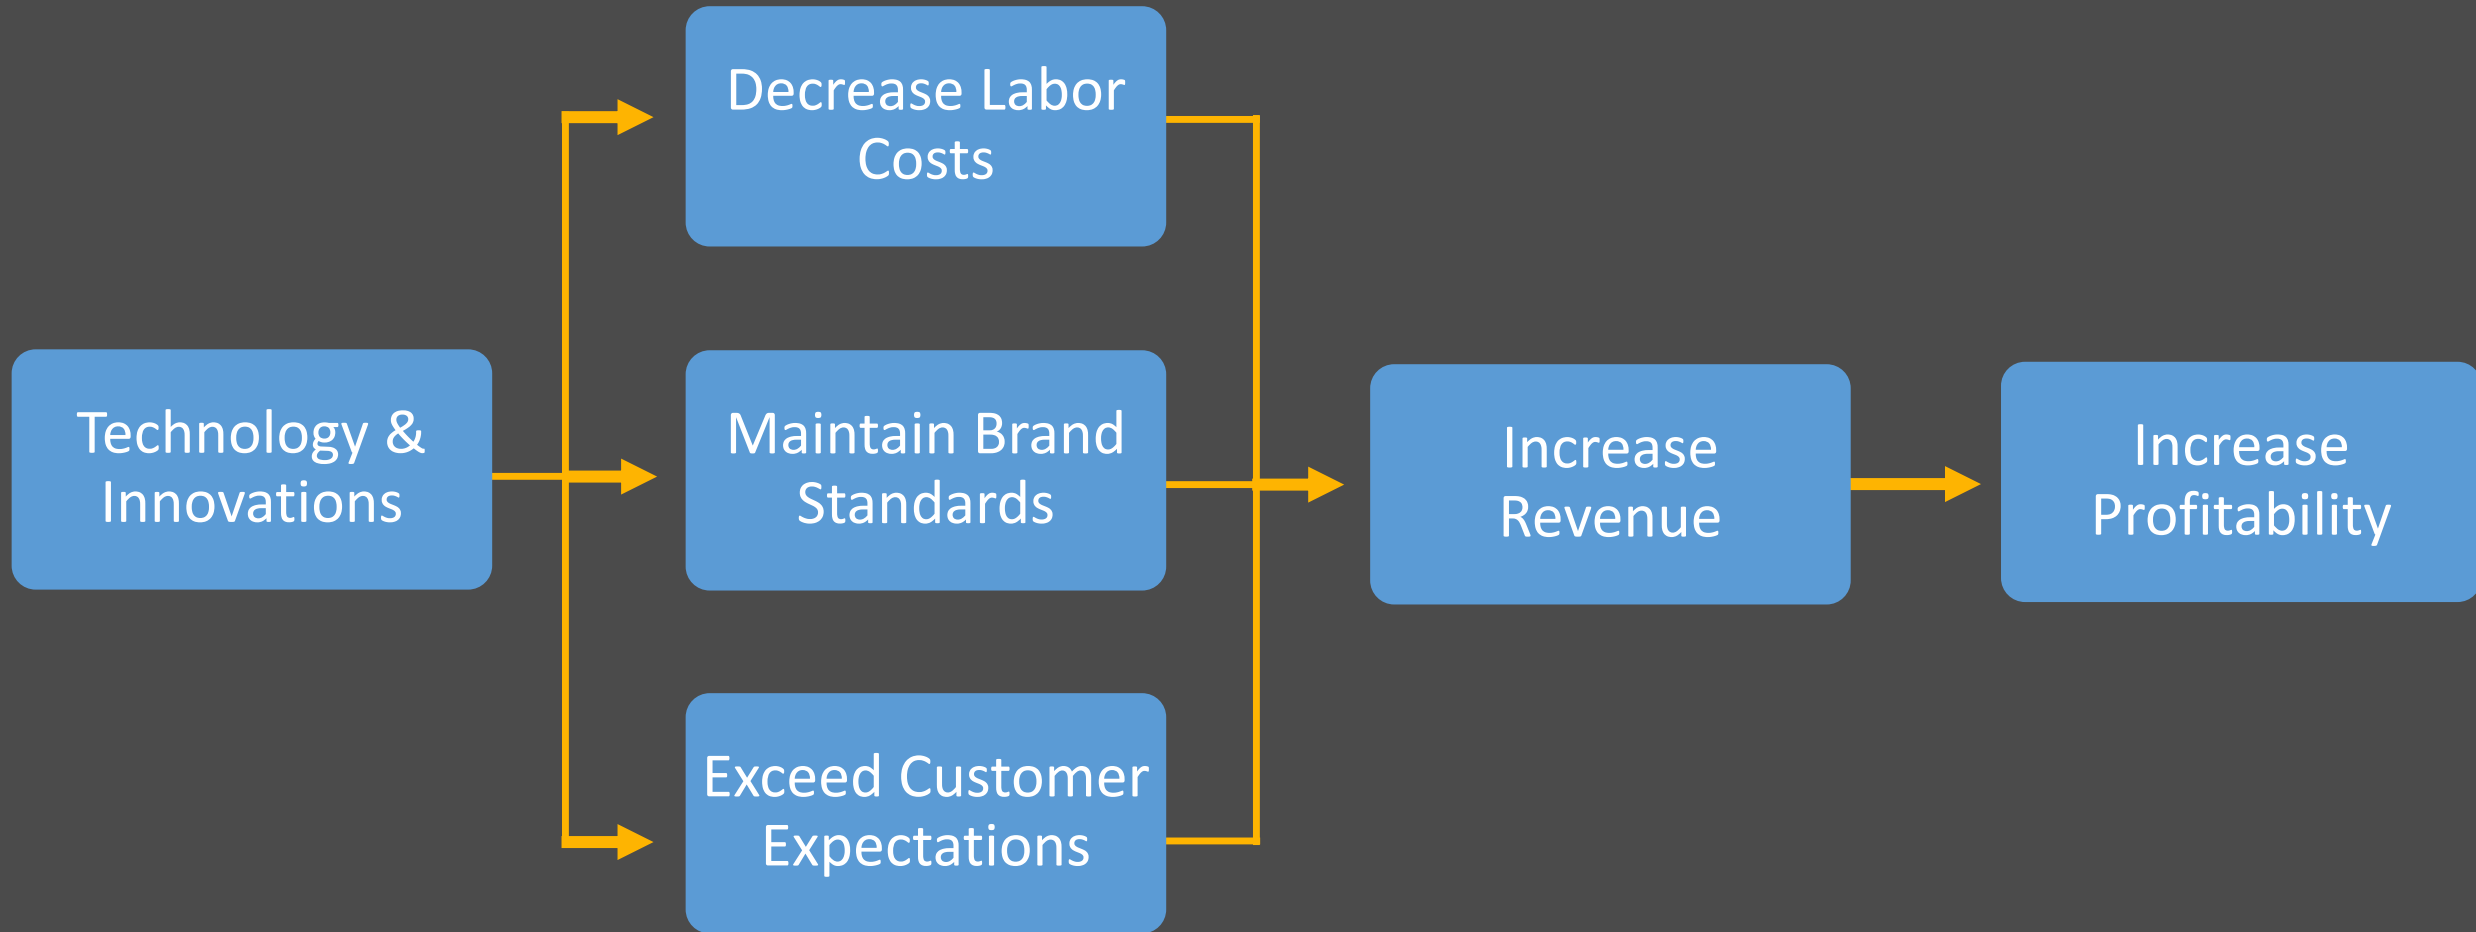 Technology &
Innovations
Decrease Labor
Costs
Maintain Brand
Standards
Exceed Customer
Expectations
Increase
Revenue
Increase
Profitability